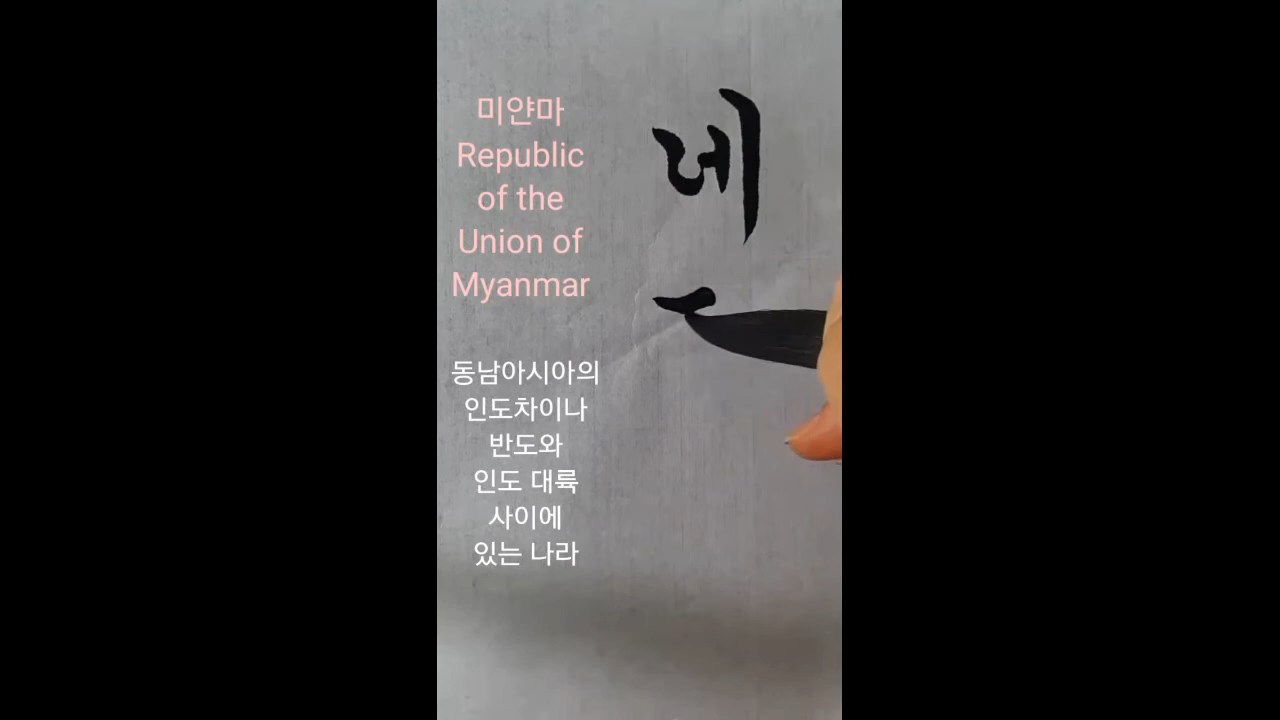 미얀마
Republic
of the
Union of
Myanmar
동남아시아의
인도차이나
반도와
인도 대륙
사이에
있는 나라
네